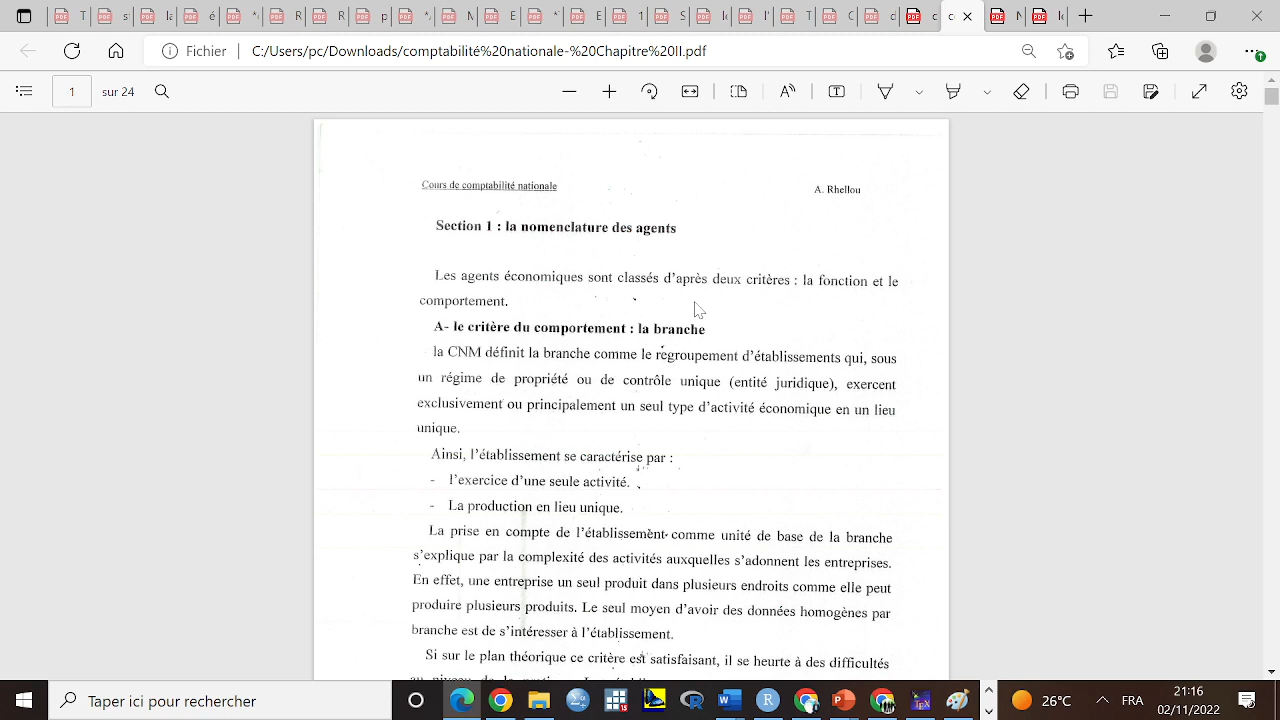 T
s
k
é
*(
R
R
p
*
N
E
*
E
1
S
k
I'
T
c
d
c
c
N
k
Fichier
C:/Users/pc/Downloads/comptabilité%20nationale-%20Chapitre%20II.pdf
1 sur 24
Cours de comptabilité nationale
A. Rhellou
Section 1 : la nomenclature des agents
Les agents économiques sont classés d'après deux critères : la fonction et le
comportement.
A- le critère du comportement : la branche
la CNM définit la branche comme le regroupement d'établissements qui, sous
un régime de propriété ou de contrôle unique (entité juridique), exercent
exclusivement ou principalement un seul type d'activité économique en un lieu
unique.
Ainsi, l'établissement se caractérise par :
- l'exercice d'une seule activité.
- La production en lieu unique.
La prise en compte de l'établissement comme unité de base de la branche
s'explique par la complexité des activités auxquelles s'adonnent les entreprises.
En effet, une entreprise un seul produit dans plusieurs endroits comme elle peut
produire plusieurs produits. Le seul moyen d'avoir des données homogènes par
branche est de s'intéresser à l'établissement.
Si sur le plan théorique ce critère est satisfaisant, il se heurte à des difficultés
Taper ici pour rechercher
26°C
FRA
21:16
02/11/2022